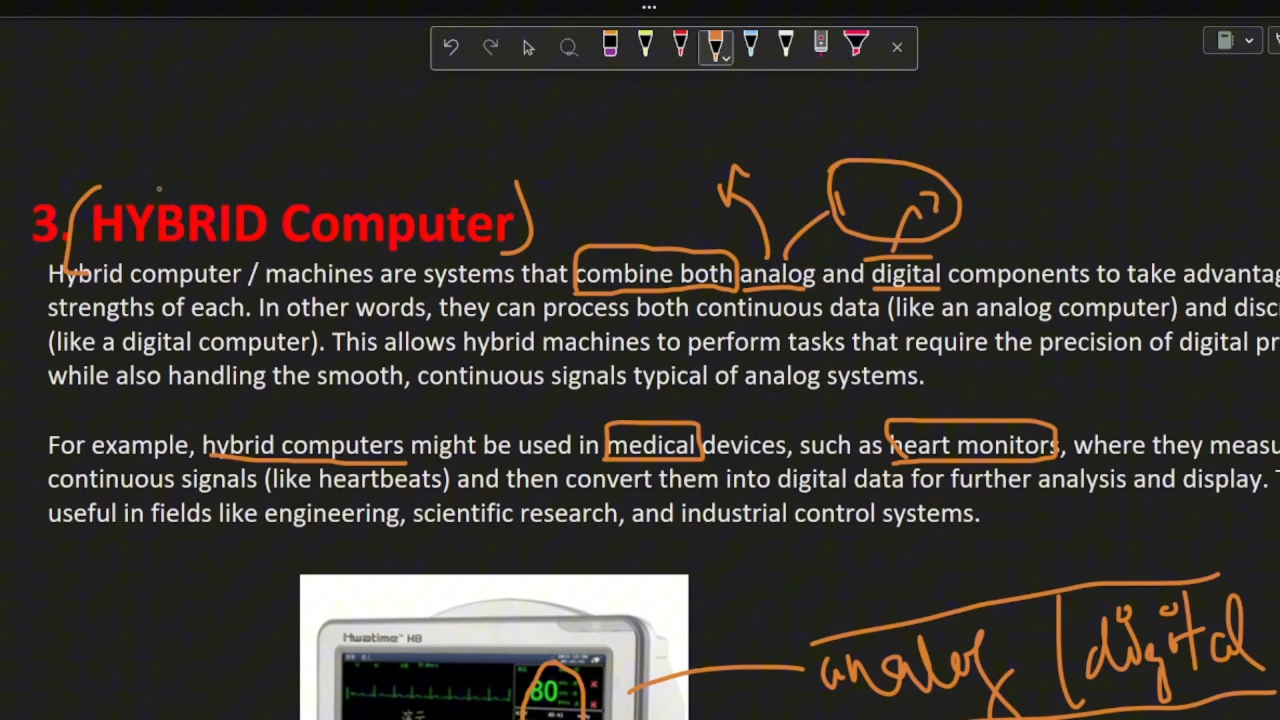 3. HYBRID Computer
Hybrid computer / machines are systems that combine both analog and digital components to take advantag
strengths of each. In other words, they can process both continuous data (like an analog computer) and disc
(like a digital computer). This allows hybrid machines to perform tasks that require the precision of digital pr
while also handling the smooth, continuous signals typical of analog systems.
For example, hybrid computers might be used in medical devices, such as heart monitors, where they measu
continuous signals (like heartbeats) and then convert them into digital data for further analysis and display.
useful in fields like engineering, scientific research, and industrial control systems.
Hwatime™ H8
80
analog | digital